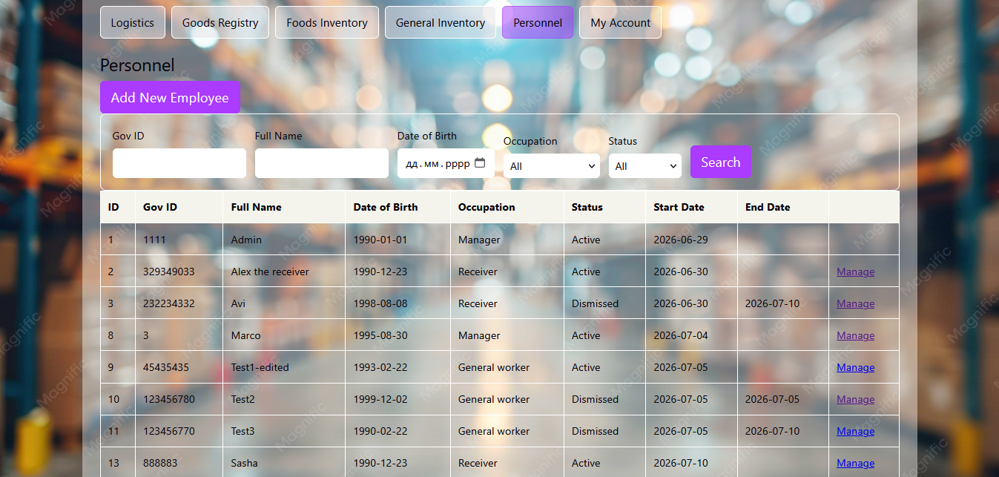 Logistics Goods Registry Foods Inventory General Inventory Personnel My Account
Personnel
Add New Employee
Gov ID Full Name Date of Birth Occupation Status
дд.мм.рррр All All Search
ID Gov ID Full Name Date of Birth Occupation Status Start Date End Date
1 1111 Admin 1990-01-01 Manager Active 2026-06-29
2 329349033 Alex the receiver 1990-12-23 Receiver Active 2026-06-30 Manage
3 232234332 Avi 1998-08-08 Receiver Dismissed 2026-06-30 2026-07-10 Manage
8 3 Marco 1995-08-30 Manager Active 2026-07-04 Manage
9 45435435 Test1-edited 1993-02-22 General worker Active 2026-07-05 Manage
10 123456780 Test2 1999-12-02 General worker Dismissed 2026-07-05 2026-07-05 Manage
11 123456770 Test3 1990-02-22 General worker Dismissed 2026-07-05 2026-07-10 Manage
13 888883 Sasha 1990-12-23 Receiver Active 2026-07-10 Manage
Magnific